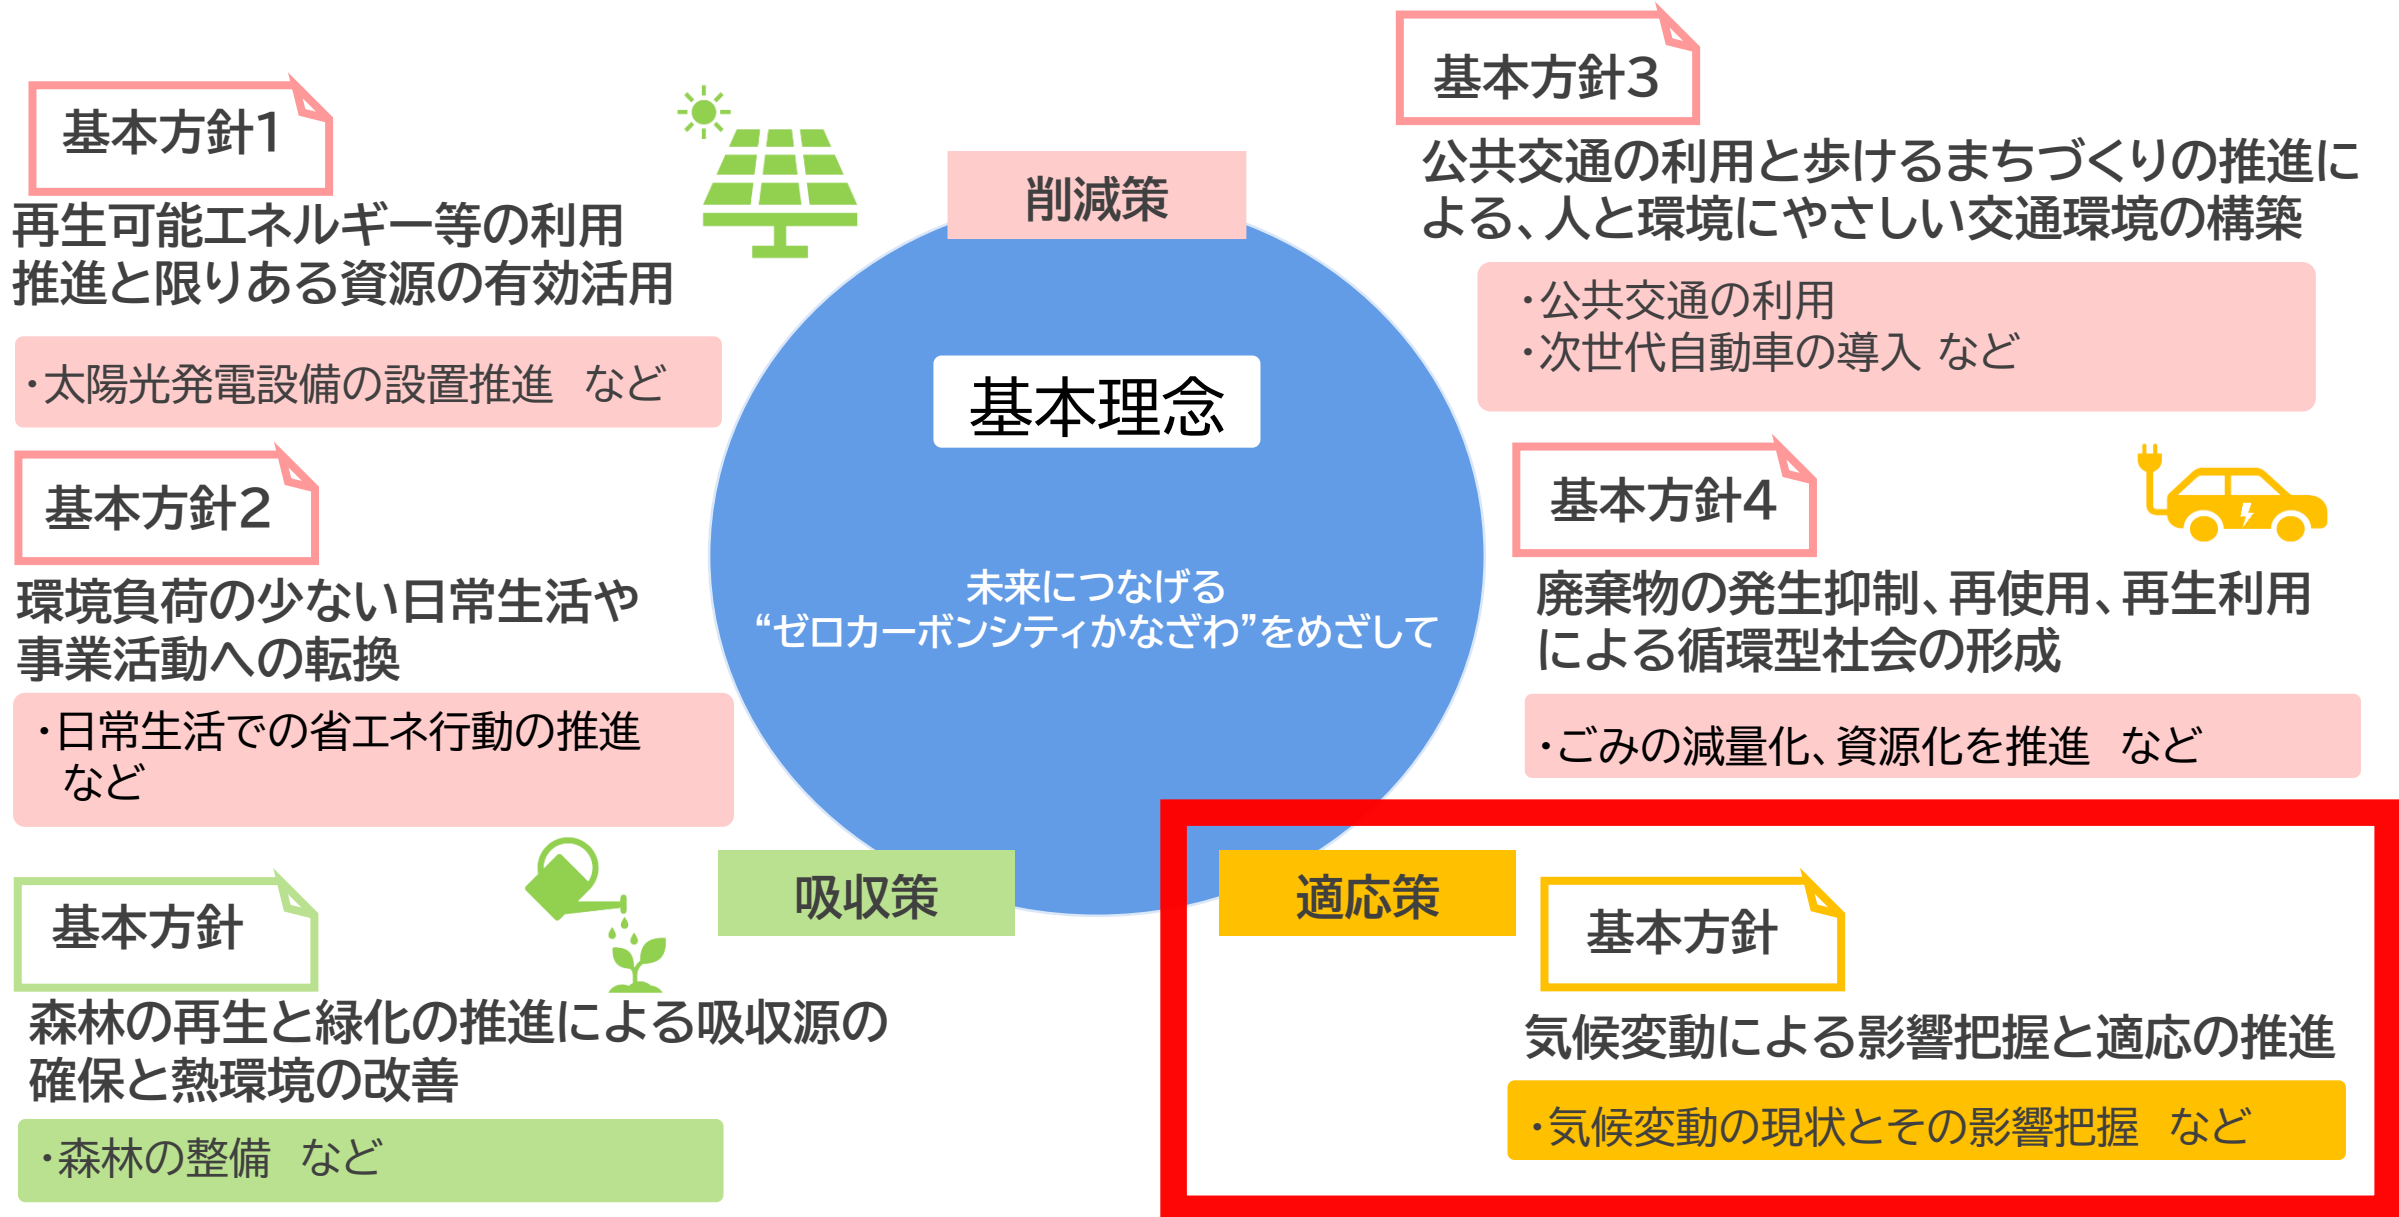 基本方針1
再生可能エネルギー等の利用
推進と限りある資源の有効活用
・太陽光発電設備の設置推進　など
基本方針2
環境負荷の少ない日常生活や
事業活動への転換
・日常生活での省エネ行動の推進
など
基本方針
森林の再生と緑化の推進による吸収源の
確保と熱環境の改善
・森林の整備　など
削減策
基本理念
未来につなげる
“ゼロカーボンシティかなざわ”をめざして
吸収策
適応策
基本方針3
公共交通の利用と歩けるまちづくりの推進に
よる、人と環境にやさしい交通環境の構築
・公共交通の利用
・次世代自動車の導入 など
基本方針4
廃棄物の発生抑制、再使用、再生利用
による循環型社会の形成
・ごみの減量化、資源化を推進　など
基本方針
気候変動による影響把握と適応の推進
・気候変動の現状とその影響把握　など